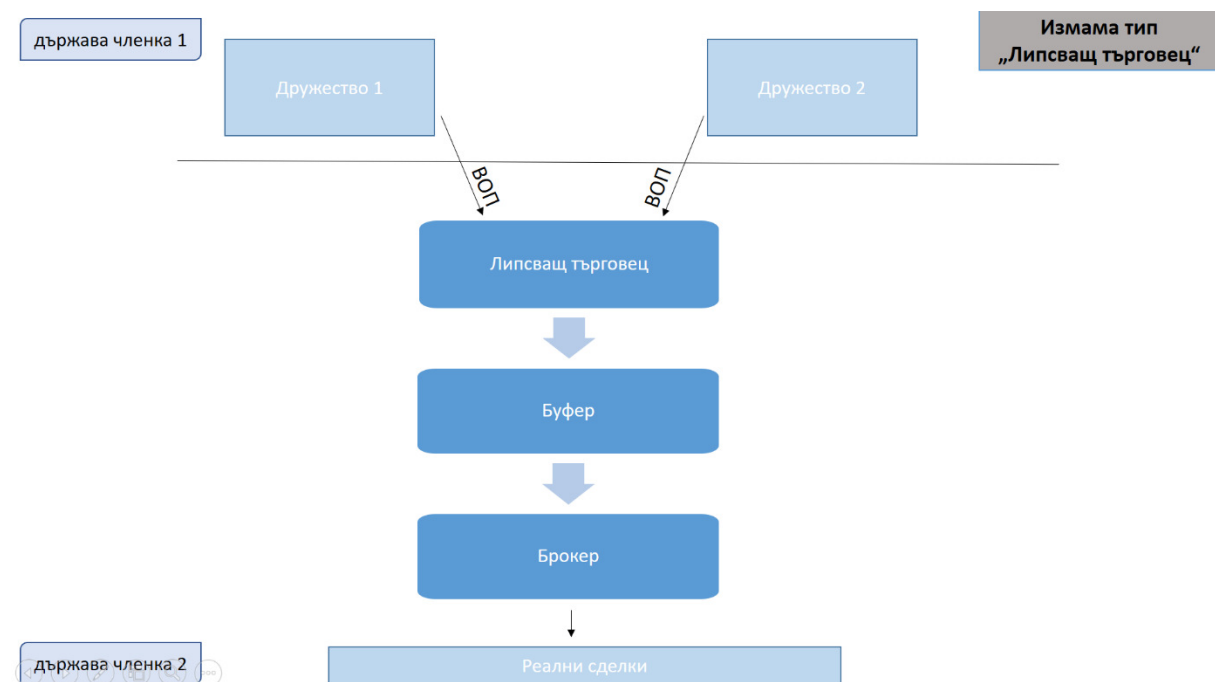 държава членка 1
Измама тип
„Липсващ търговец“
Дружество 1
Дружество 2
ВОП
ВОП
Липсващ търговец
Буфер
Брокер
държава членка 2
Реални сделки